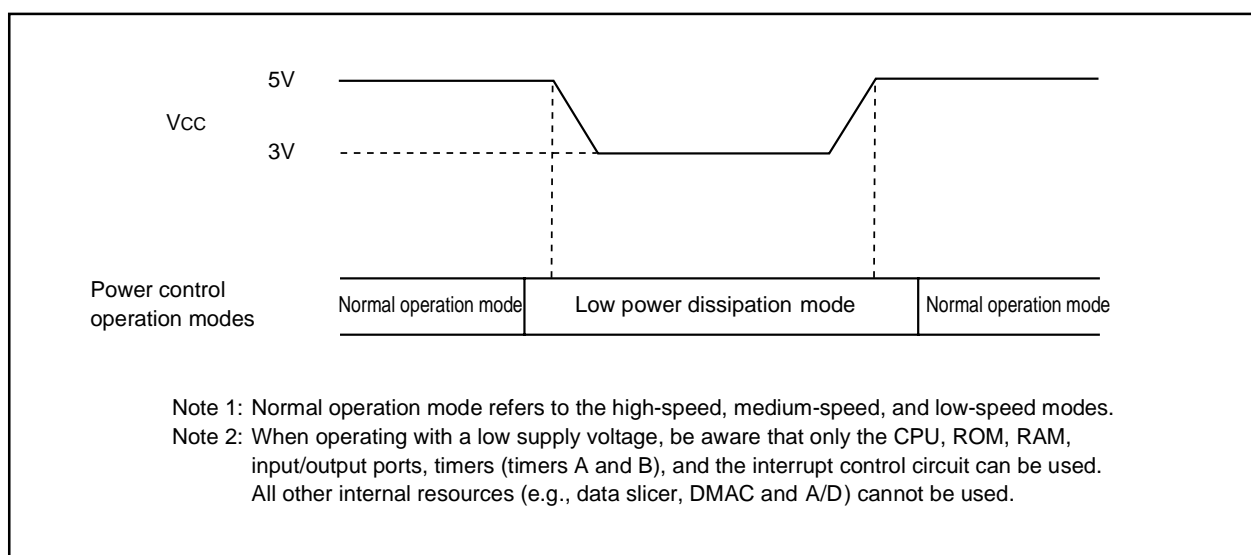 5V
VCC
3V
Power control
operation modes
Normal operation mode
Low power dissipation mode
Normal operation mode
Note 1: Normal operation mode refers to the high-speed, medium-speed, and low-speed modes.
Note 2: When operating with a low supply voltage, be aware that only the CPU, ROM, RAM,
input/output ports, timers (timers A and B), and the interrupt control circuit can be used.
All other internal resources (e.g., data slicer, DMAC and A/D) cannot be used.